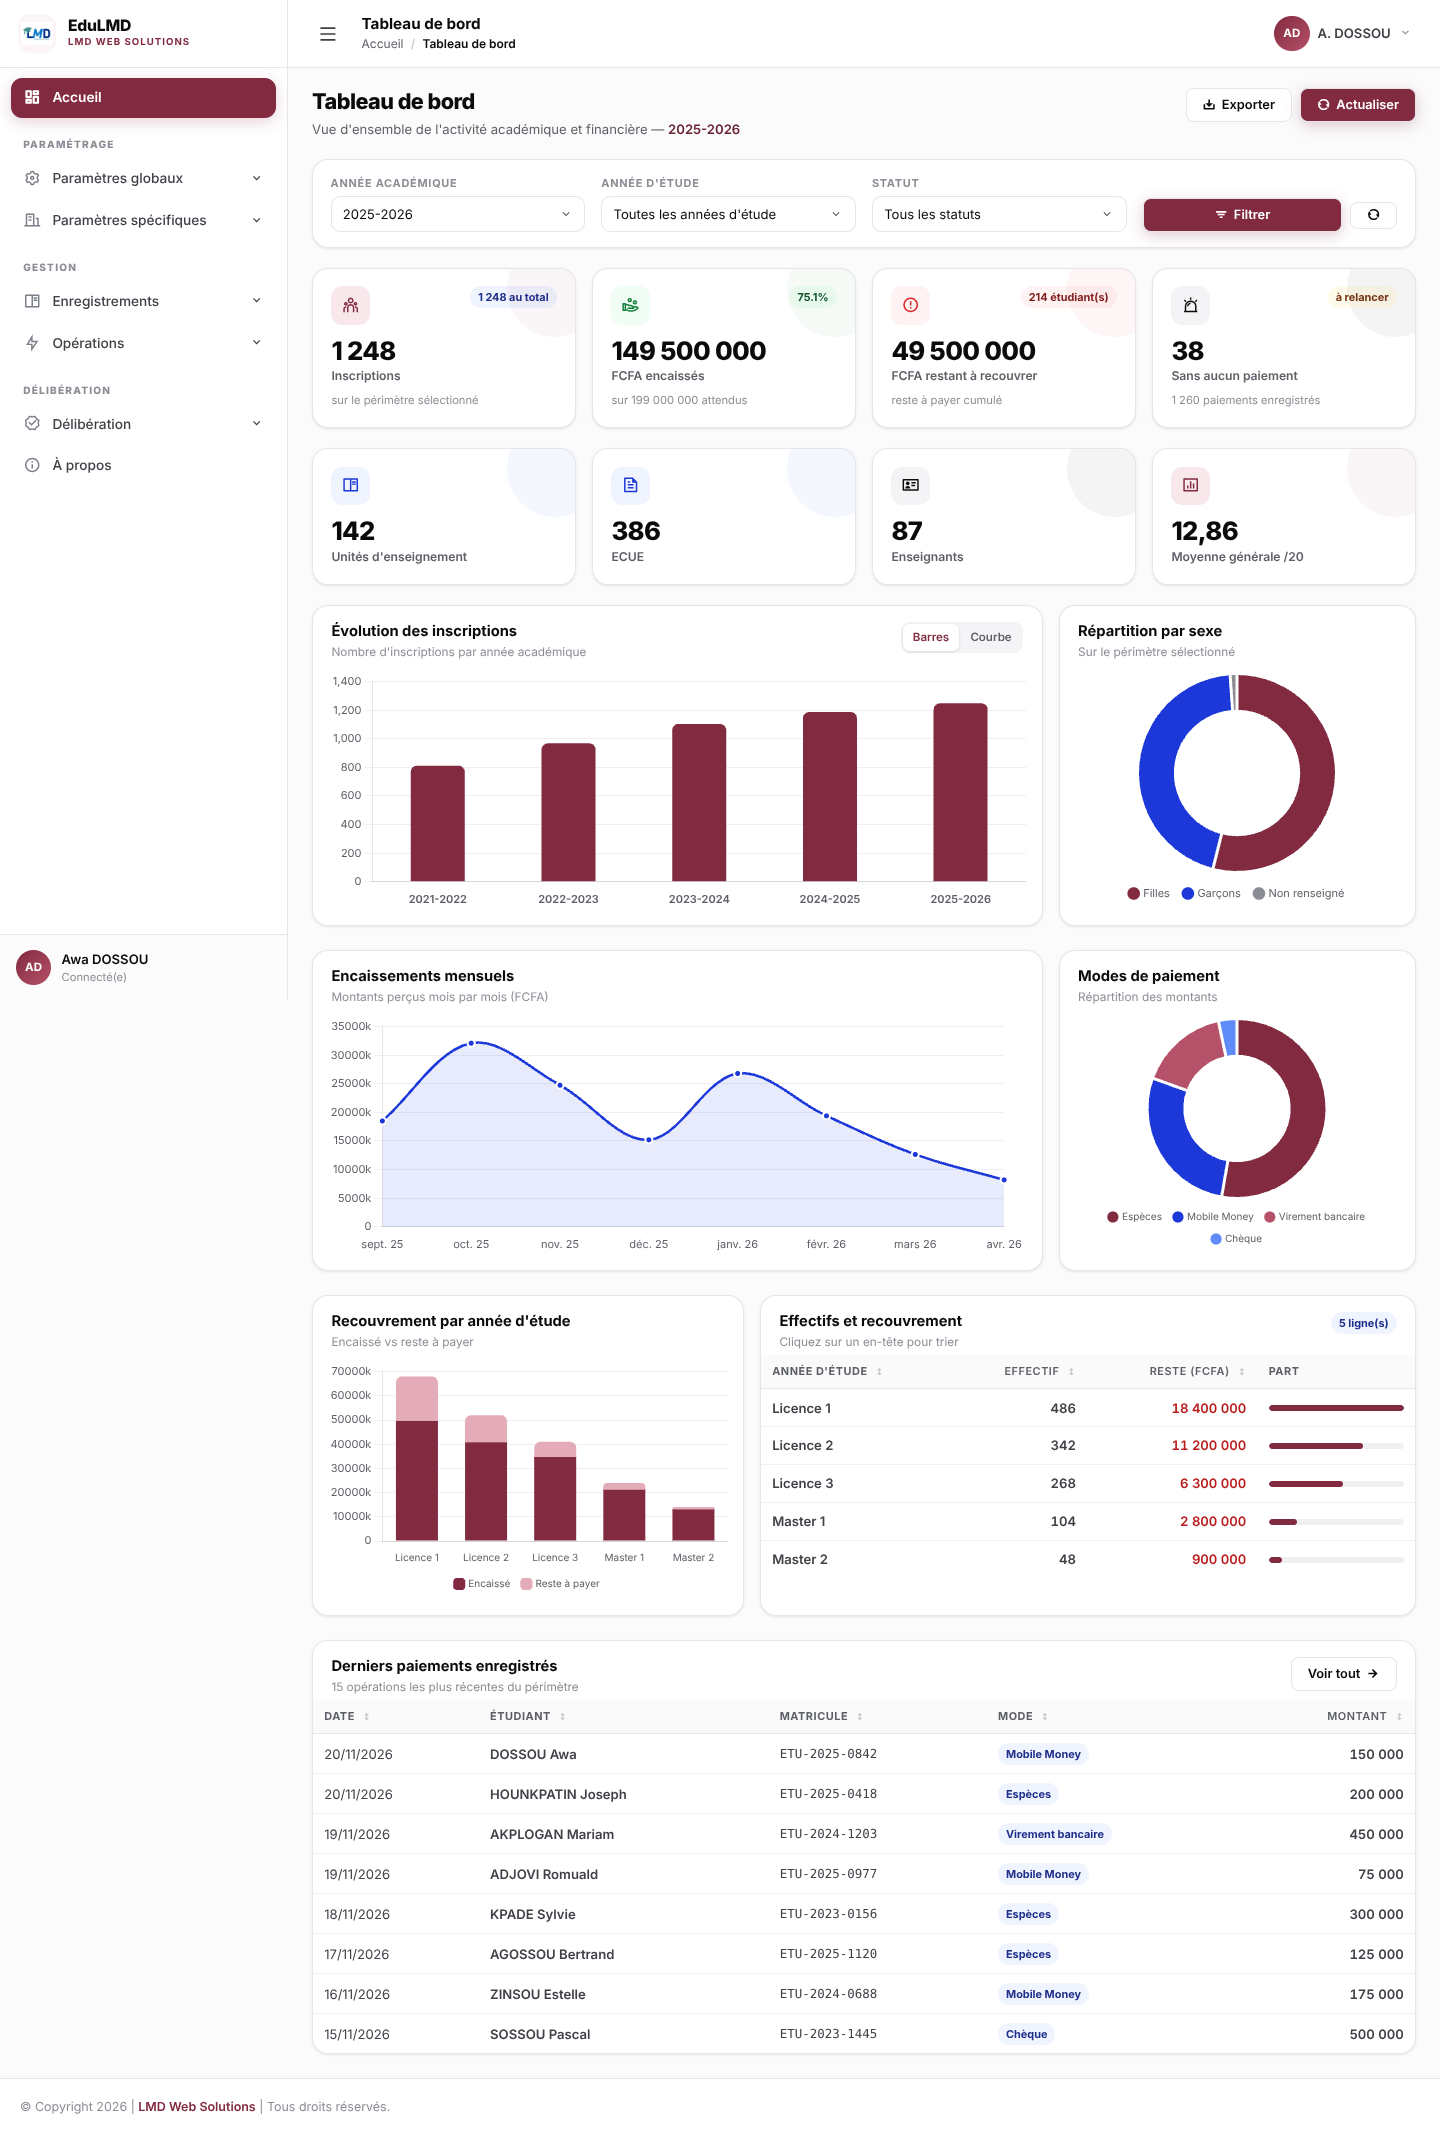 LMD
EduLMD
LMD WEB SOLUTIONS
Tableau de bord
Accueil / Tableau de bord
AD A. DOSSOU
Accueil
PARAMÉTRAGE
Paramètres globaux
Paramètres spécifiques
GESTION
Enregistrements
Opérations
DÉLIBÉRATION
Délibération
À propos
AD
Awa DOSSOU
Connecté(e)
Tableau de bord
Vue d'ensemble de l'activité académique et financière — 2025-2026
Exporter
Actualiser
ANNÉE ACADÉMIQUE
2025-2026
ANNÉE D'ÉTUDE
Toutes les années d'étude
STATUT
Tous les statuts
Filtrer
1 248 au total
1 248
Inscriptions
sur le périmètre sélectionné
75.1%
149 500 000
FCFA encaissés
sur 199 000 000 attendus
214 étudiant(s)
49 500 000
FCFA restant à recouvrer
reste à payer cumulé
à relancer
38
Sans aucun paiement
1 260 paiements enregistrés
142
Unités d'enseignement
386
ECUE
87
Enseignants
12,86
Moyenne générale /20
Évolution des inscriptions
Nombre d'inscriptions par année académique
Barres Courbe
1,400
1,200
1,000
800
600
400
200
0
2021-2022 2022-2023 2023-2024 2024-2025 2025-2026
Répartition par sexe
Sur le périmètre sélectionné
Filles Garçons Non renseigné
Encaissements mensuels
Montants perçus mois par mois (FCFA)
35000k
30000k
25000k
20000k
15000k
10000k
5000k
0
sept. 25 oct. 25 nov. 25 déc. 25 janv. 26 févr. 26 mars 26 avr. 26
Modes de paiement
Répartition des montants
Espèces Mobile Money Virement bancaire
Chèque
Recouvrement par année d'étude
Encaissé vs reste à payer
70000k
60000k
50000k
40000k
30000k
20000k
10000k
0
Licence 1 Licence 2 Licence 3 Master 1 Master 2
Encaissé Reste à payer
Effectifs et recouvrement
Cliquez sur un en-tête pour trier
5 ligne(s)
ANNÉE D'ÉTUDE ↕ EFFECTIF ↕ RESTE (FCFA) ↕ PART
Licence 1 486 18 400 000
Licence 2 342 11 200 000
Licence 3 268 6 300 000
Master 1 104 2 800 000
Master 2 48 900 000
Derniers paiements enregistrés
15 opérations les plus récentes du périmètre
Voir tout →
DATE ↕ ÉTUDIANT ↕ MATRICULE ↕ MODE ↕ MONTANT ↕
20/11/2026 DOSSOU Awa ETU-2025-0842 Mobile Money 150 000
20/11/2026 HOUNKPATIN Joseph ETU-2025-0418 Espèces 200 000
19/11/2026 AKPLOGAN Mariam ETU-2024-1203 Virement bancaire 450 000
19/11/2026 ADJOVI Romuald ETU-2025-0977 Mobile Money 75 000
18/11/2026 KPADE Sylvie ETU-2023-0156 Espèces 300 000
17/11/2026 AGOSSOU Bertrand ETU-2025-1120 Espèces 125 000
16/11/2026 ZINSOU Estelle ETU-2024-0688 Mobile Money 175 000
15/11/2026 SOSSOU Pascal ETU-2023-1445 Chèque 500 000
© Copyright 2026 | LMD Web Solutions | Tous droits réservés.